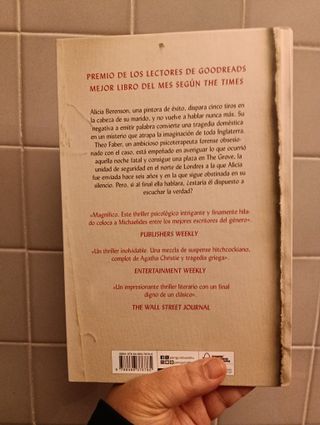 PREMIO DE LOS LECTORES DE GOODREADS
MEJOR LIBRO DEL MES SEGÚN THE TIMES
Alicia Berenson, una pintora de éxito, dispara cinco tiros en
la cabeza de su marido, y no vuelve a hablar nunca más. Su
negativa a emitir palabra convierte una tragedia doméstica
en un misterio que atrapa la imaginación de toda Inglaterra.
Theo Faber, un ambicioso psicoterapeuta forense obsesio-
nado con el caso, está empeñado en averiguar lo que ocurrió
aquella noche fatal y consigue una plaza en The Grove, la
unidad de seguridad en el norte de Londres a la que Alicia
fue enviada hace seis años y en la que sigue obstinada en su
silencio. Pero, si al final ella hablara, ¿estaría él dispuesto a
escuchar la verdad?
«Magnífico. Este thriller psicológico intrigante y finamente hila-
do coloca a Michaelides entre los mejores escritores del género».
PUBLISHERS WEEKLY
«Un thriller inolvidable. Una mezcla de suspense hitchcockiano,
complot de Agatha Christie y tragedia griega».
ENTERTAINMENT WEEKLY
«Un impresionante thriller literario con un final
digno de un clásico».
THE WALL STREET JOURNAL